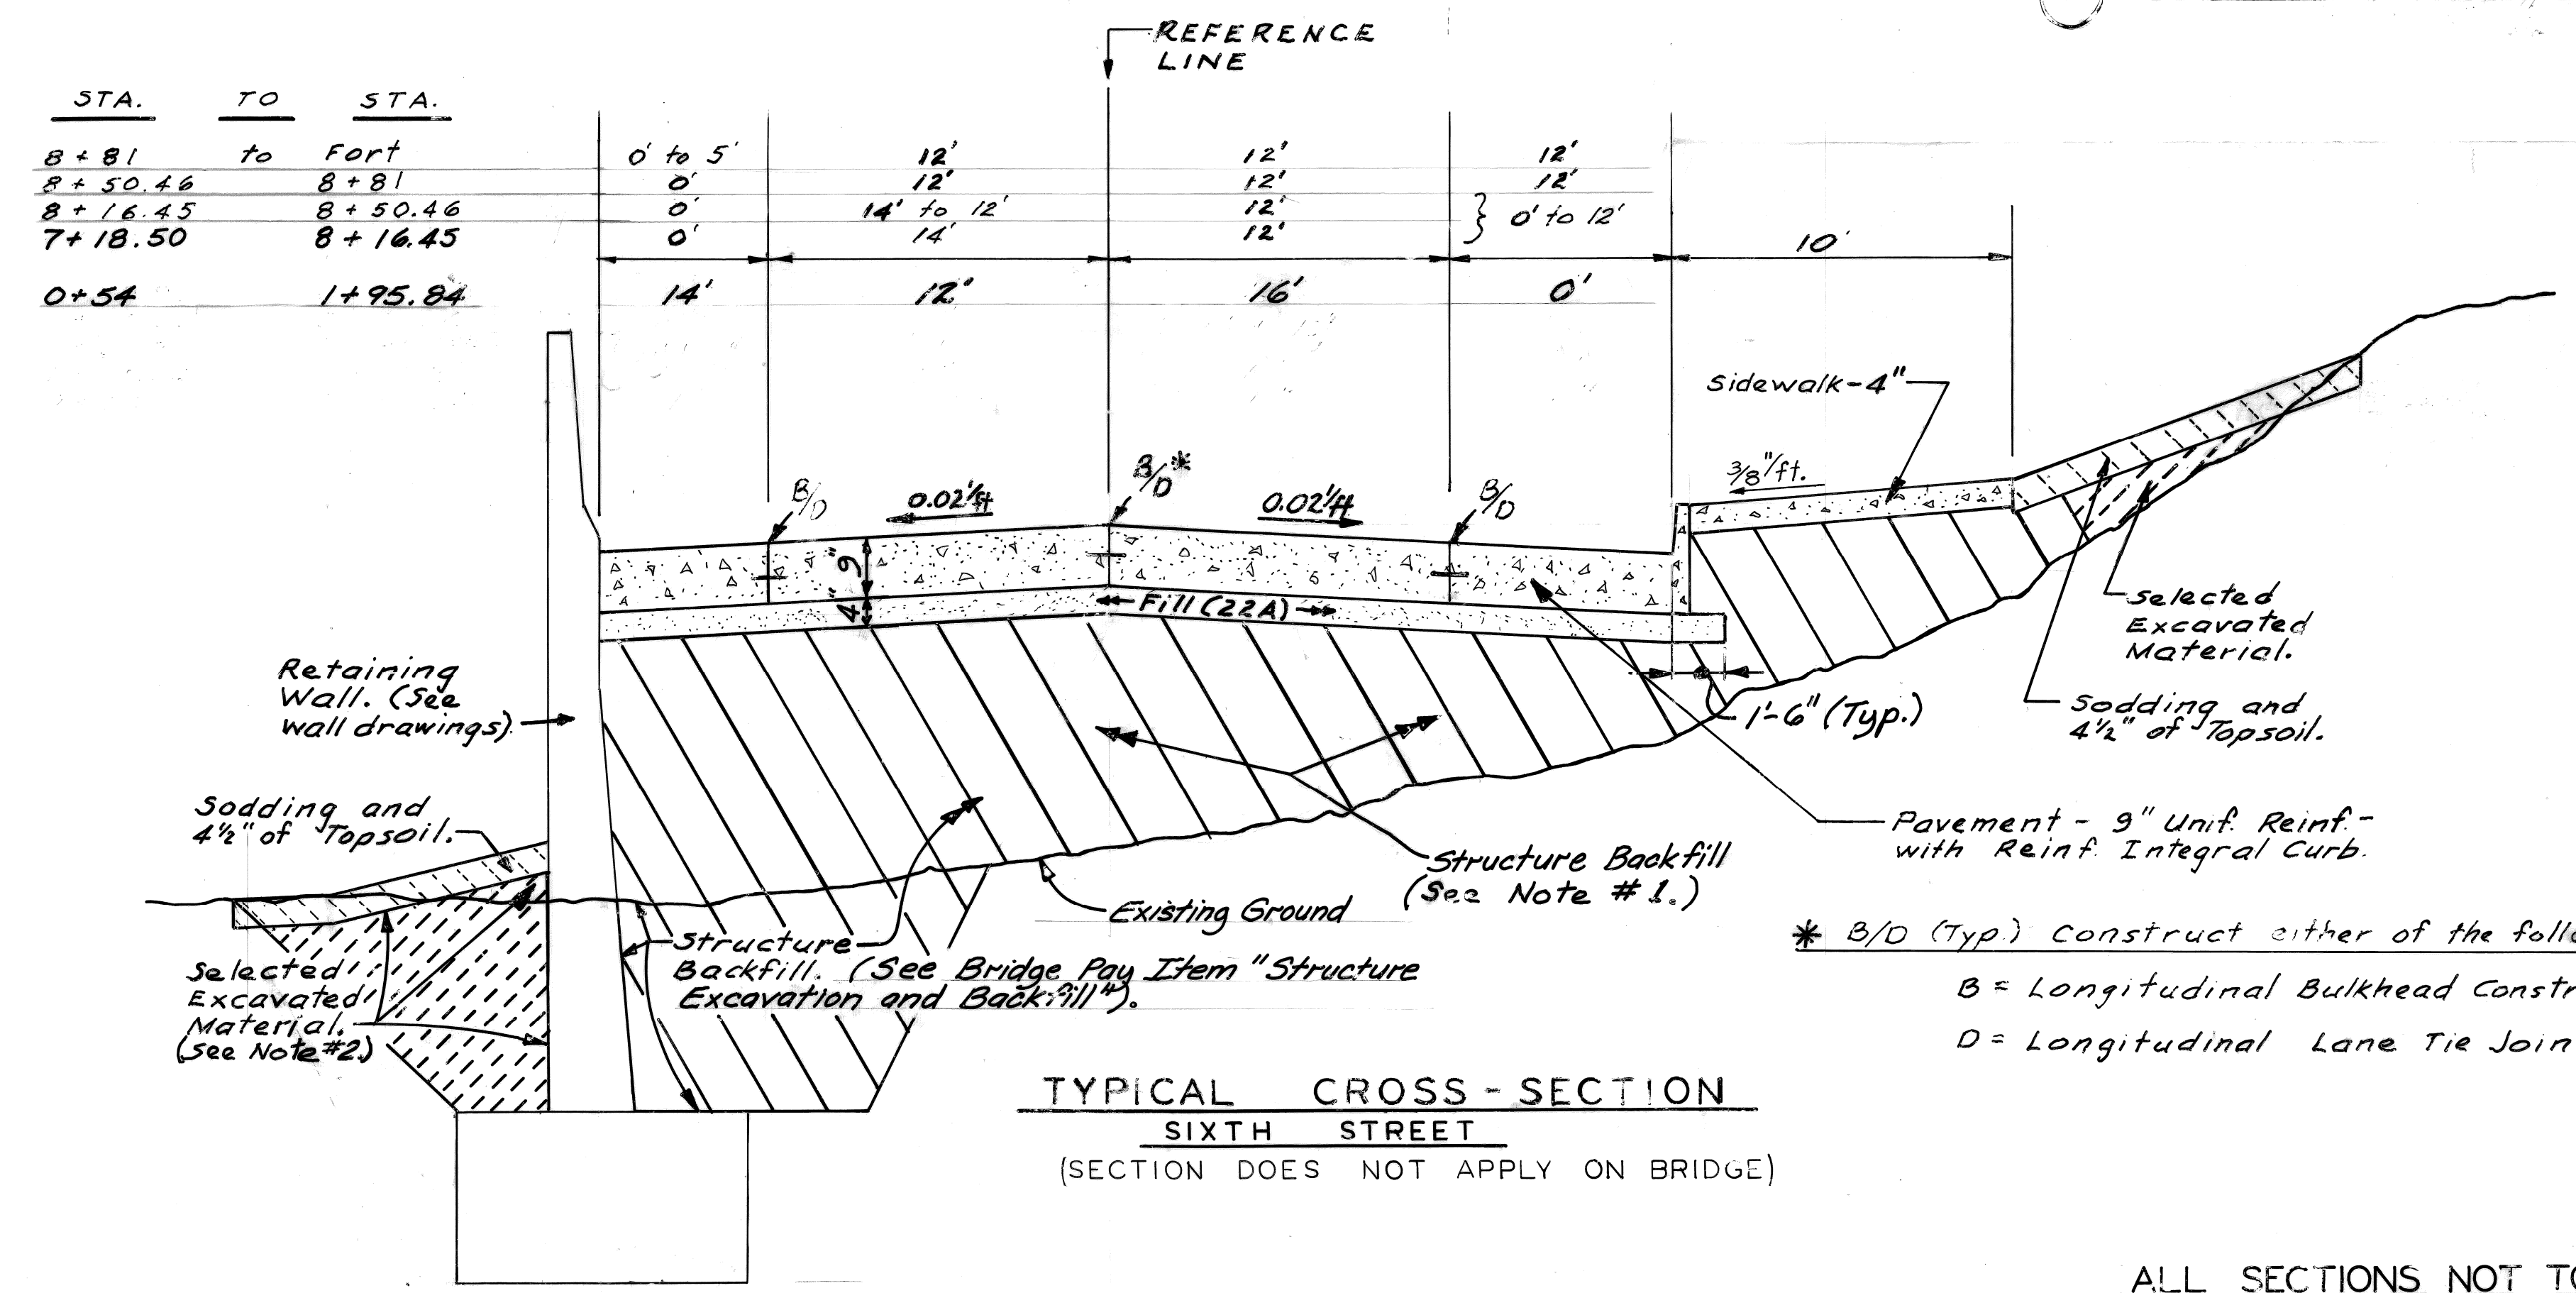 REFERENCE
LINE
STA. TO STA.
8 + 81 to Fort 0' to 5' 12' 12' 12'
8 + 50.46 8 + 81 0' 12' 12' 12'
8 + 16.45 8 + 50.46 0' 14' to 12' 12' } 0' to 12'
7 + 18.50 8 + 16.45 0' 14' 12'
10'
0+54 1+95.84 14' 12' 16' 0'
Sidewalk-4"
3/8"/ft.
B/D
0.02'/ft
B/D*
0.02'/ft
B/D
9"
4"
Fill (22A)
Selected
Excavated
Material.
Retaining
Wall. (See
wall drawings).
1'-6" (Typ.)
Sodding and
4½" of Topsoil.
Sodding and
4½" of Topsoil.
Pavement - 9" Unif. Reinf.-
with Reinf. Integral Curb.
Structure Backfill
(See Note #1.)
Existing Ground
Structure
Backfill. (See Bridge Pay Item "Structure
Excavation and Backfill").
Selected
Excavated
Material.
(See Note #2.)
* B/D (Typ.) Construct either of the follo
B = Longitudinal Bulkhead Constr
D = Longitudinal Lane Tie Join
TYPICAL CROSS-SECTION
SIXTH STREET
(SECTION DOES NOT APPLY ON BRIDGE)
ALL SECTIONS NOT TO